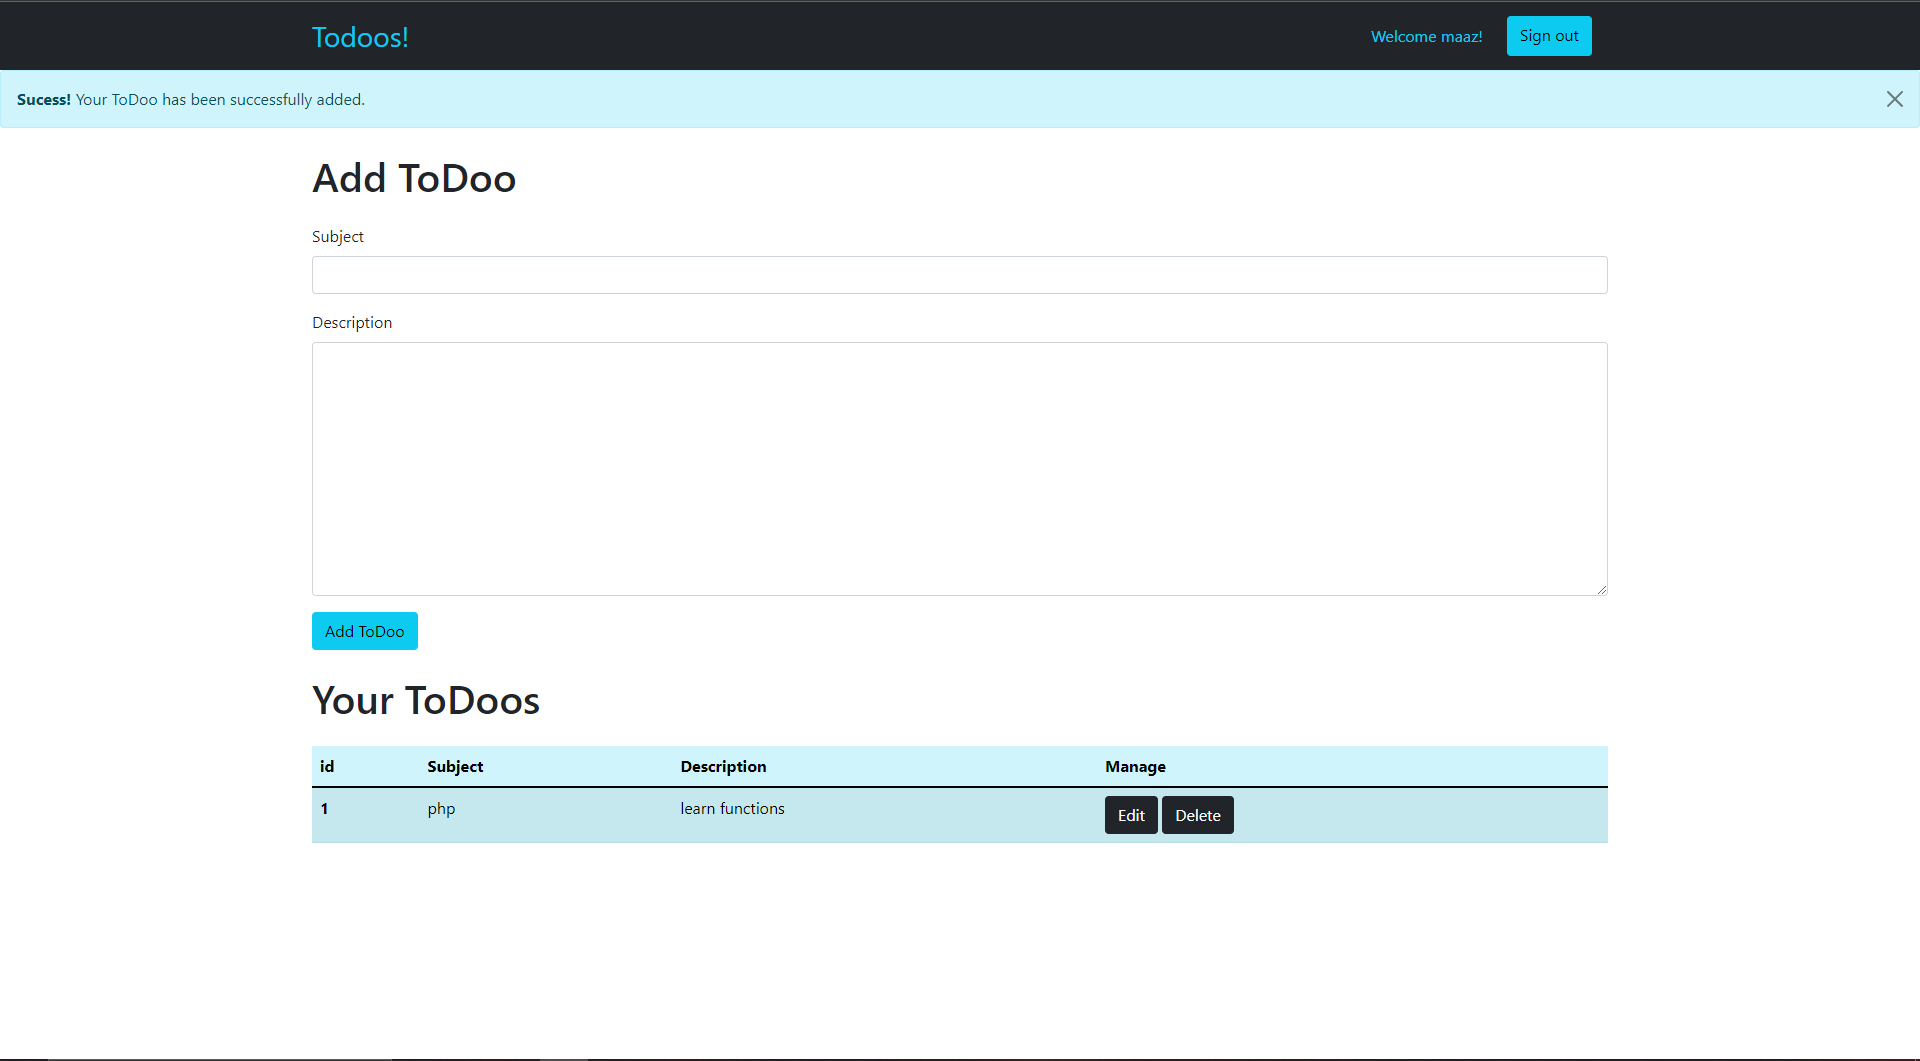 Todoos!
Welcome maaz!
Sign out
Sucess! Your ToDoo has been successfully added.
Add ToDoo
Subject
Description
Add ToDoo
Your ToDoos
id Subject Description Manage
1 php learn functions Edit Delete